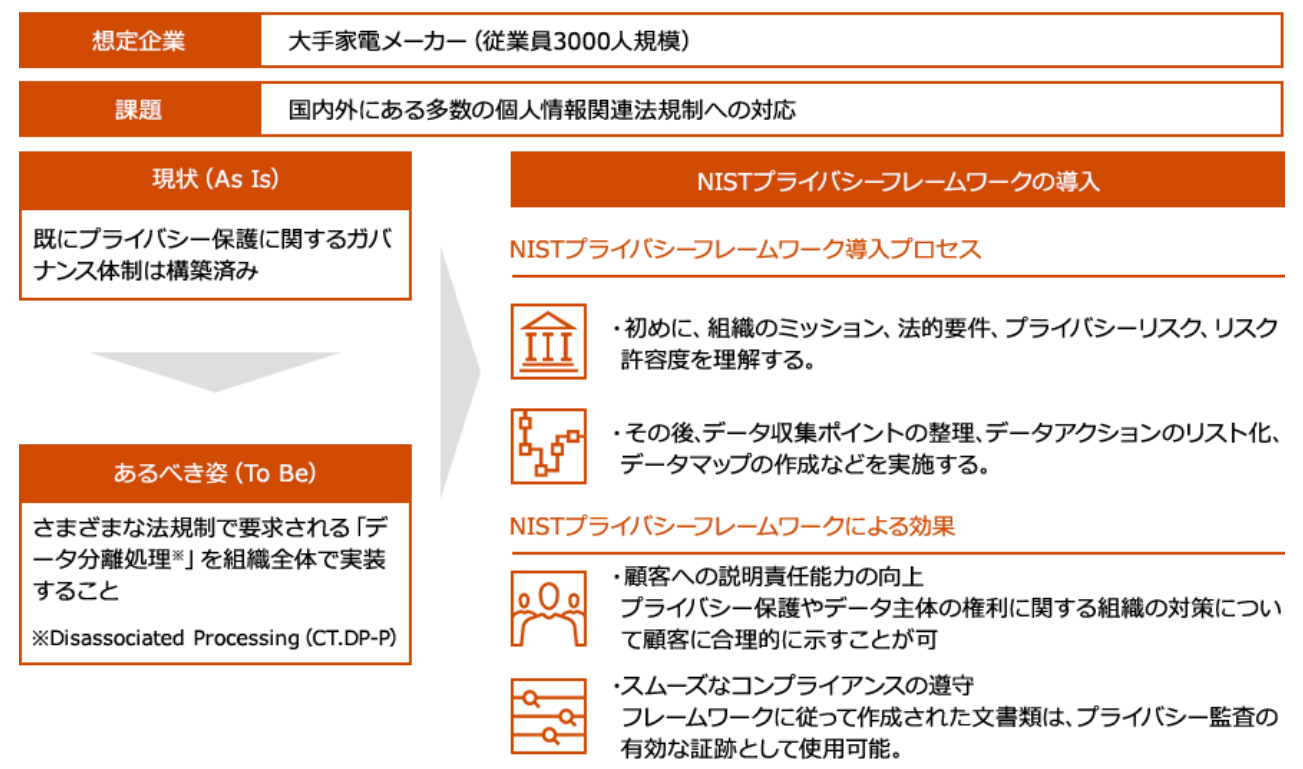 想定企業
大手家電メーカー（従業員3000人規模）
課題
国内外にある多数の個人情報関連法規制への対応
現状（As Is）
既にプライバシー保護に関するガバ
ナンス体制は構築済み
あるべき姿（To Be）
さまざまな法規制で要求される「デ
ータ分離処理※」を組織全体で実装
すること
※Disassociated Processing（CT.DP-P）
NISTプライバシーフレームワークの導入
NISTプライバシーフレームワーク導入プロセス
・初めに、組織のミッション、法的要件、プライバシーリスク、リスク
許容度を理解する。
・その後、データ収集ポイントの整理、データアクションのリスト化、
データマップの作成などを実施する。
NISTプライバシーフレームワークによる効果
・顧客への説明責任能力の向上
プライバシー保護やデータ主体の権利に関する組織の対策につい
て顧客に合理的に示すことが可
・スムーズなコンプライアンスの遵守
フレームワークに従って作成された文書類は、プライバシー監査の
有効な証跡として使用可能。